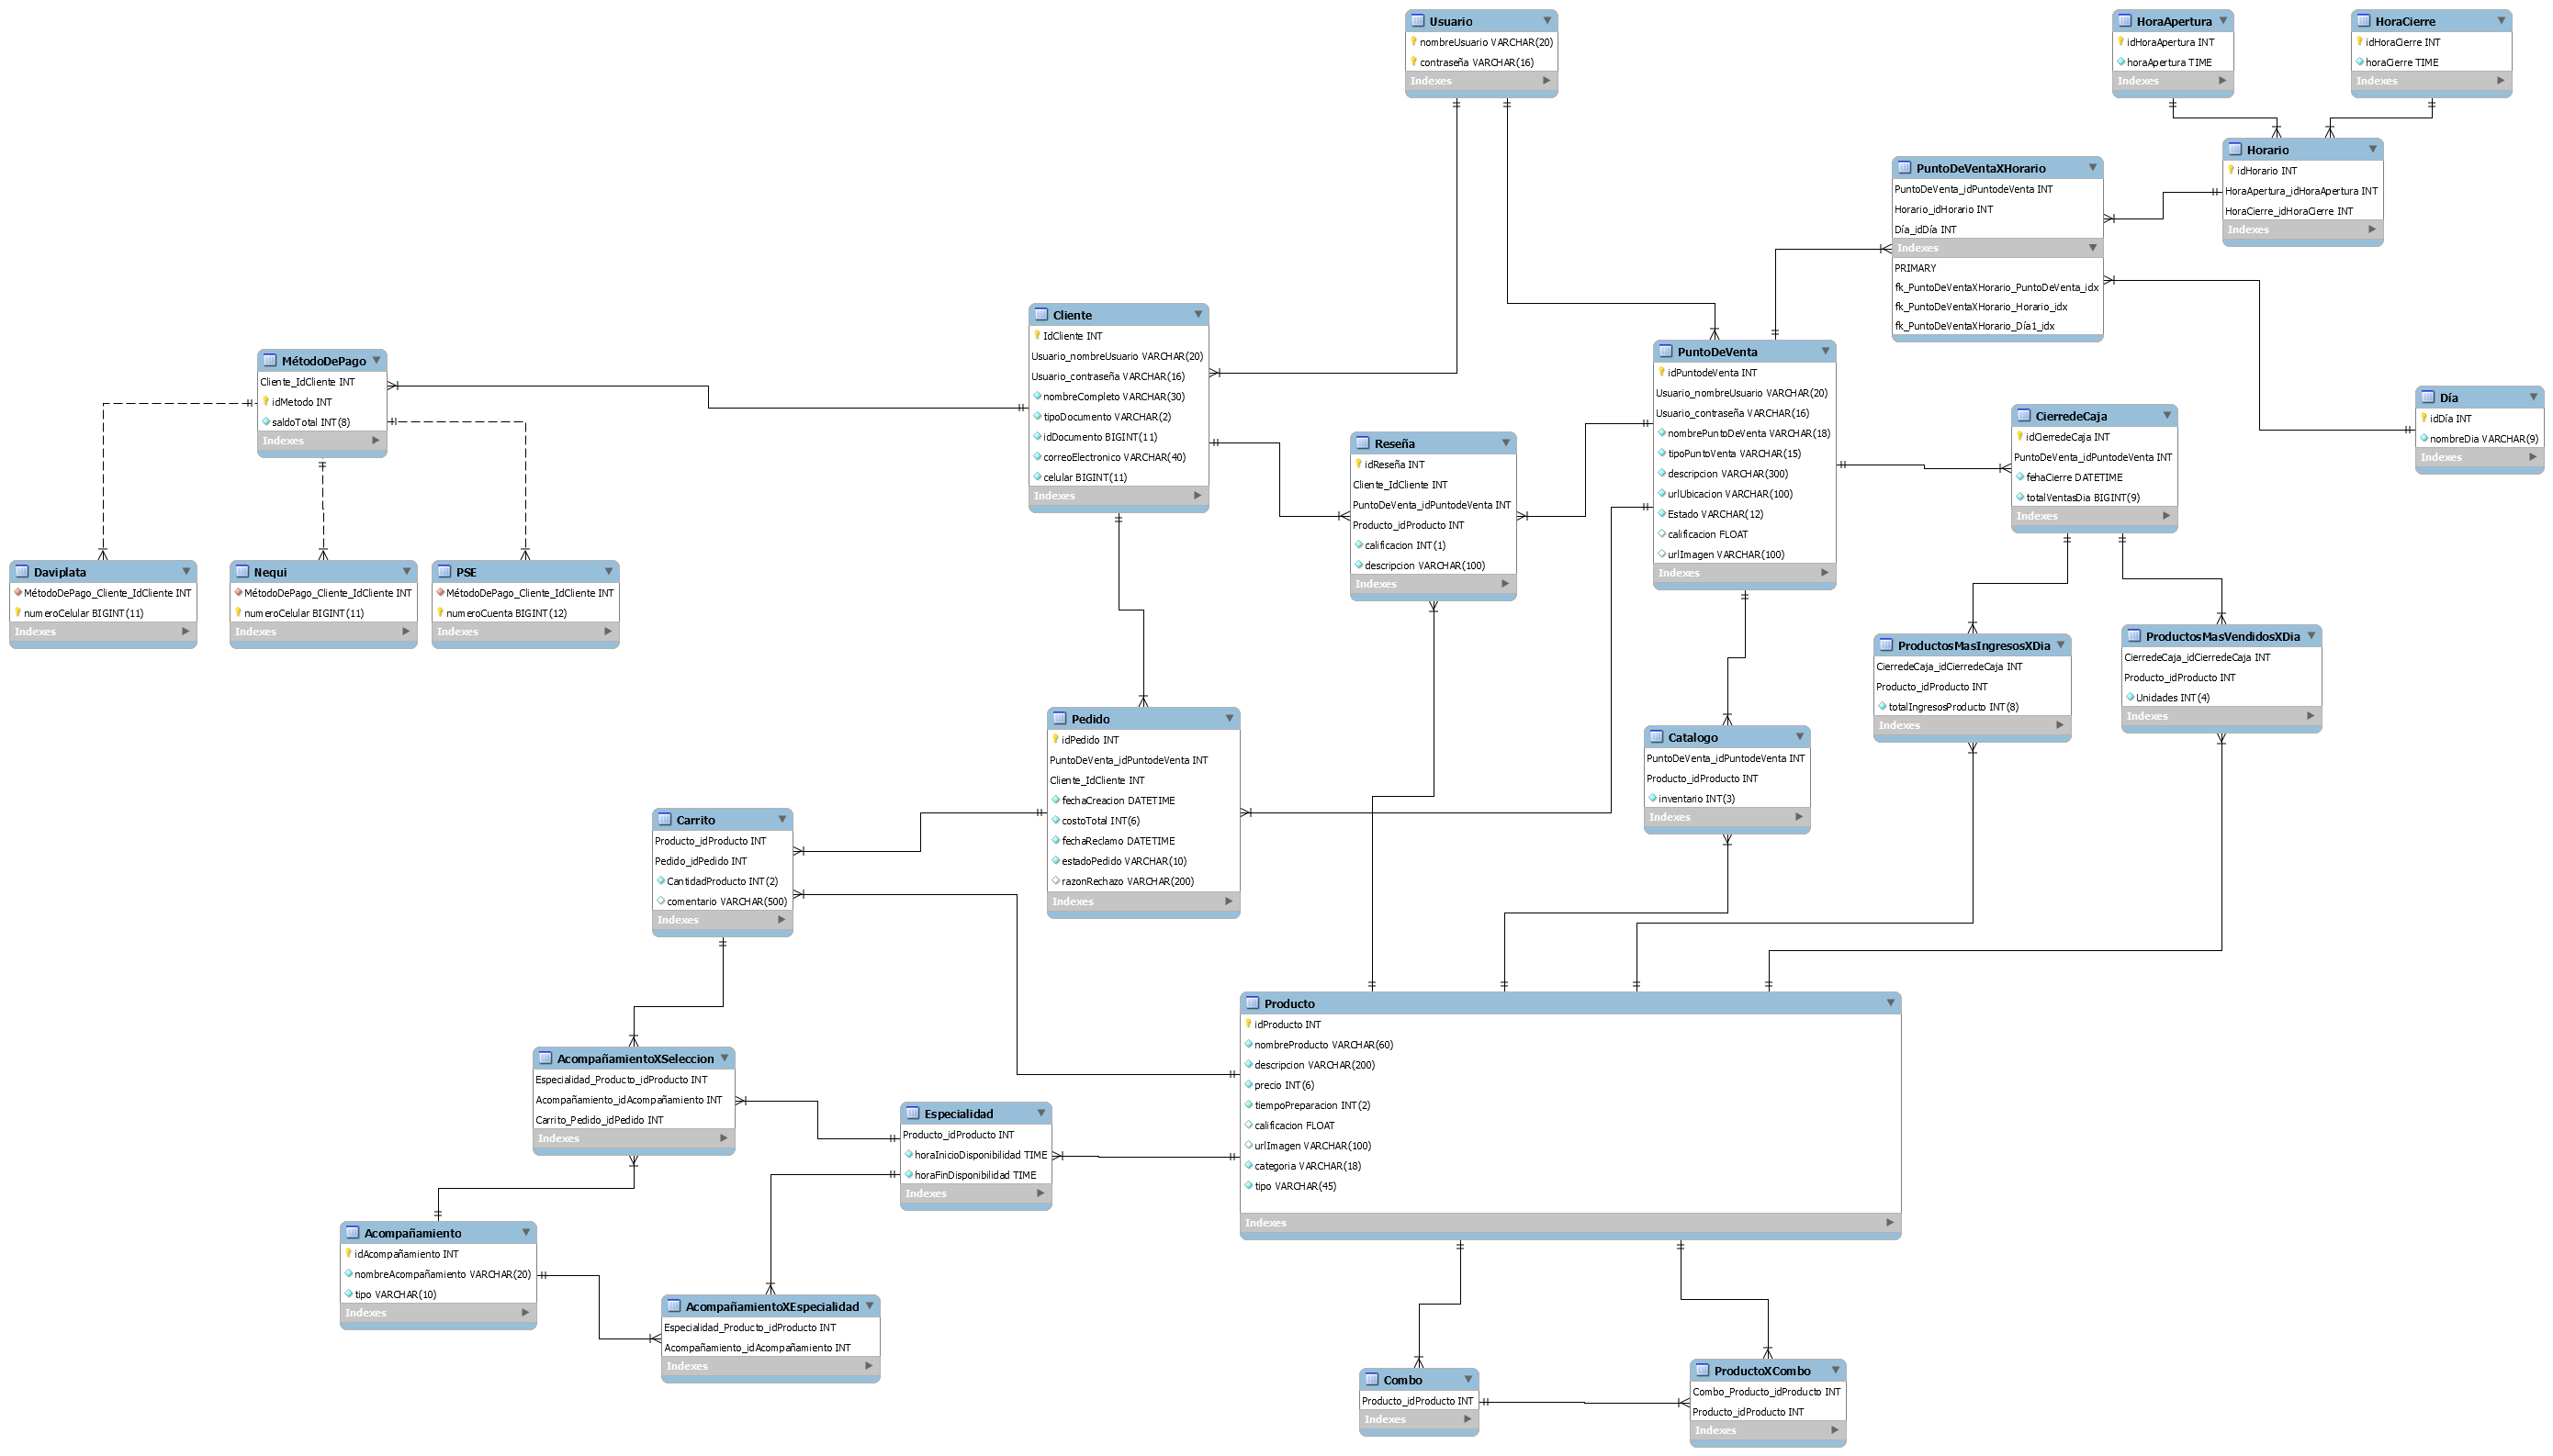 Usuario
nombreUsuario VARCHAR(20)
contraseña VARCHAR(16)
Indexes
HoraApertura
idHoraApertura INT
horaApertura TIME
Indexes
HoraCierre
idHoraCierre INT
horaCierre TIME
Indexes
Horario
idHorario INT
HoraApertura_idHoraApertura INT
HoraCierre_idHoraCierre INT
Indexes
PuntoDeVentaXHorario
PuntoDeVenta_idPuntodeVenta INT
Horario_idHorario INT
Día_idDía INT
Indexes
PRIMARY
fk_PuntoDeVentaXHorario_PuntoDeVenta_idx
fk_PuntoDeVentaXHorario_Horario_idx
fk_PuntoDeVentaXHorario_Día1_idx
Cliente
IdCliente INT
Usuario_nombreUsuario VARCHAR(20)
Usuario_contraseña VARCHAR(16)
nombreCompleto VARCHAR(30)
tipoDocumento VARCHAR(2)
idDocumento BIGINT(11)
correoElectronico VARCHAR(40)
celular BIGINT(11)
Indexes
MétodoDePago
Cliente_IdCliente INT
idMetodo INT
saldoTotal INT(8)
Indexes
PuntoDeVenta
idPuntodeVenta INT
Usuario_nombreUsuario VARCHAR(20)
Usuario_contraseña VARCHAR(16)
nombrePuntoDeVenta VARCHAR(18)
tipoPuntoVenta VARCHAR(15)
descripcion VARCHAR(300)
urlUbicacion VARCHAR(100)
Estado VARCHAR(12)
calificacion FLOAT
urlImagen VARCHAR(100)
Indexes
Día
idDía INT
nombreDia VARCHAR(9)
Indexes
CierredeCaja
idCierredeCaja INT
PuntoDeVenta_idPuntodeVenta INT
fehaCierre DATETIME
totalVentasDia BIGINT(9)
Indexes
Reseña
idReseña INT
Cliente_IdCliente INT
PuntoDeVenta_idPuntodeVenta INT
Producto_idProducto INT
calificacion INT(1)
descripcion VARCHAR(100)
Indexes
Daviplata
MétodoDePago_Cliente_IdCliente INT
numeroCelular BIGINT(11)
Indexes
Nequi
MétodoDePago_Cliente_IdCliente INT
numeroCelular BIGINT(11)
Indexes
PSE
MétodoDePago_Cliente_IdCliente INT
numeroCuenta BIGINT(12)
Indexes
ProductosMasIngresosXDia
CierredeCaja_idCierredeCaja INT
Producto_idProducto INT
totalIngresosProducto INT(8)
Indexes
ProductosMasVendidosXDia
CierredeCaja_idCierredeCaja INT
Producto_idProducto INT
Unidades INT(4)
Indexes
Pedido
idPedido INT
PuntoDeVenta_idPuntodeVenta INT
Cliente_IdCliente INT
fechaCreacion DATETIME
costoTotal INT(6)
fechaReclamo DATETIME
estadoPedido VARCHAR(10)
razonRechazo VARCHAR(200)
Indexes
Catalogo
PuntoDeVenta_idPuntodeVenta INT
Producto_idProducto INT
inventario INT(3)
Indexes
Carrito
Producto_idProducto INT
Pedido_idPedido INT
CantidadProducto INT(2)
comentario VARCHAR(500)
Indexes
Producto
idProducto INT
nombreProducto VARCHAR(60)
descripcion VARCHAR(200)
precio INT(6)
tiempoPreparacion INT(2)
calificacion FLOAT
urlImagen VARCHAR(100)
categoria VARCHAR(18)
tipo VARCHAR(45)
Indexes
AcompañamientoXSeleccion
Especialidad_Producto_idProducto INT
Acompañamiento_idAcompañamiento INT
Carrito_Pedido_idPedido INT
Indexes
Especialidad
Producto_idProducto INT
horaInicioDisponibilidad TIME
horaFinDisponibilidad TIME
Indexes
Acompañamiento
idAcompañamiento INT
nombreAcompañamiento VARCHAR(20)
tipo VARCHAR(10)
Indexes
AcompañamientoXEspecialidad
Especialidad_Producto_idProducto INT
Acompañamiento_idAcompañamiento INT
Indexes
Combo
Producto_idProducto INT
Indexes
ProductoXCombo
Combo_Producto_idProducto INT
Producto_idProducto INT
Indexes